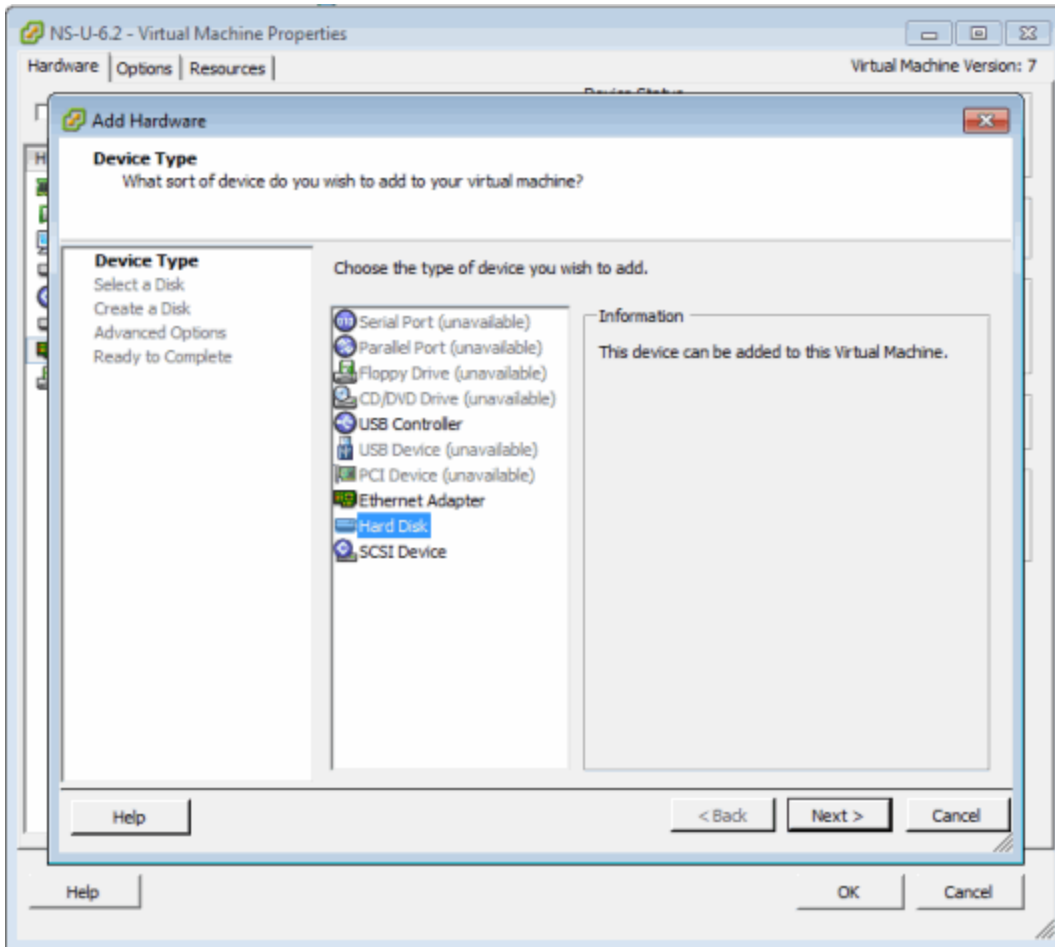 NS-U-6.2 - Virtual Machine Properties
Hardware Options Resources
Virtual Machine Version: 7
Device Status
Add Hardware
Device Type
What sort of device do you wish to add to your virtual machine?
Device Type
Select a Disk
Create a Disk
Advanced Options
Ready to Complete
Choose the type of device you wish to add.
Serial Port (unavailable)
Parallel Port (unavailable)
Floppy Drive (unavailable)
CD/DVD Drive (unavailable)
USB Controller
USB Device (unavailable)
PCI Device (unavailable)
Ethernet Adapter
Hard Disk
SCSI Device
Information
This device can be added to this Virtual Machine.
Help
< Back
Next >
Cancel
Help
OK
Cancel